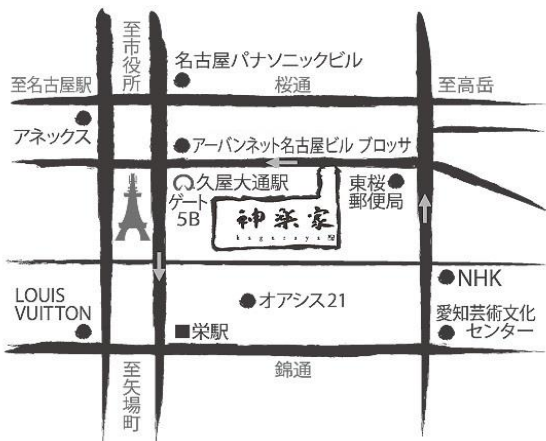 至市役所
名古屋パナソニックビル
至名古屋駅
桜通
至高岳
アネックス
アーバンネット名古屋ビル ブロッサ
久屋大通駅
ゲート
5B
東桜
郵便局
神楽家
kaguraya
NHK
オアシス21
LOUIS
VUITTON
愛知芸術文化
センター
栄駅
錦通
至矢場町